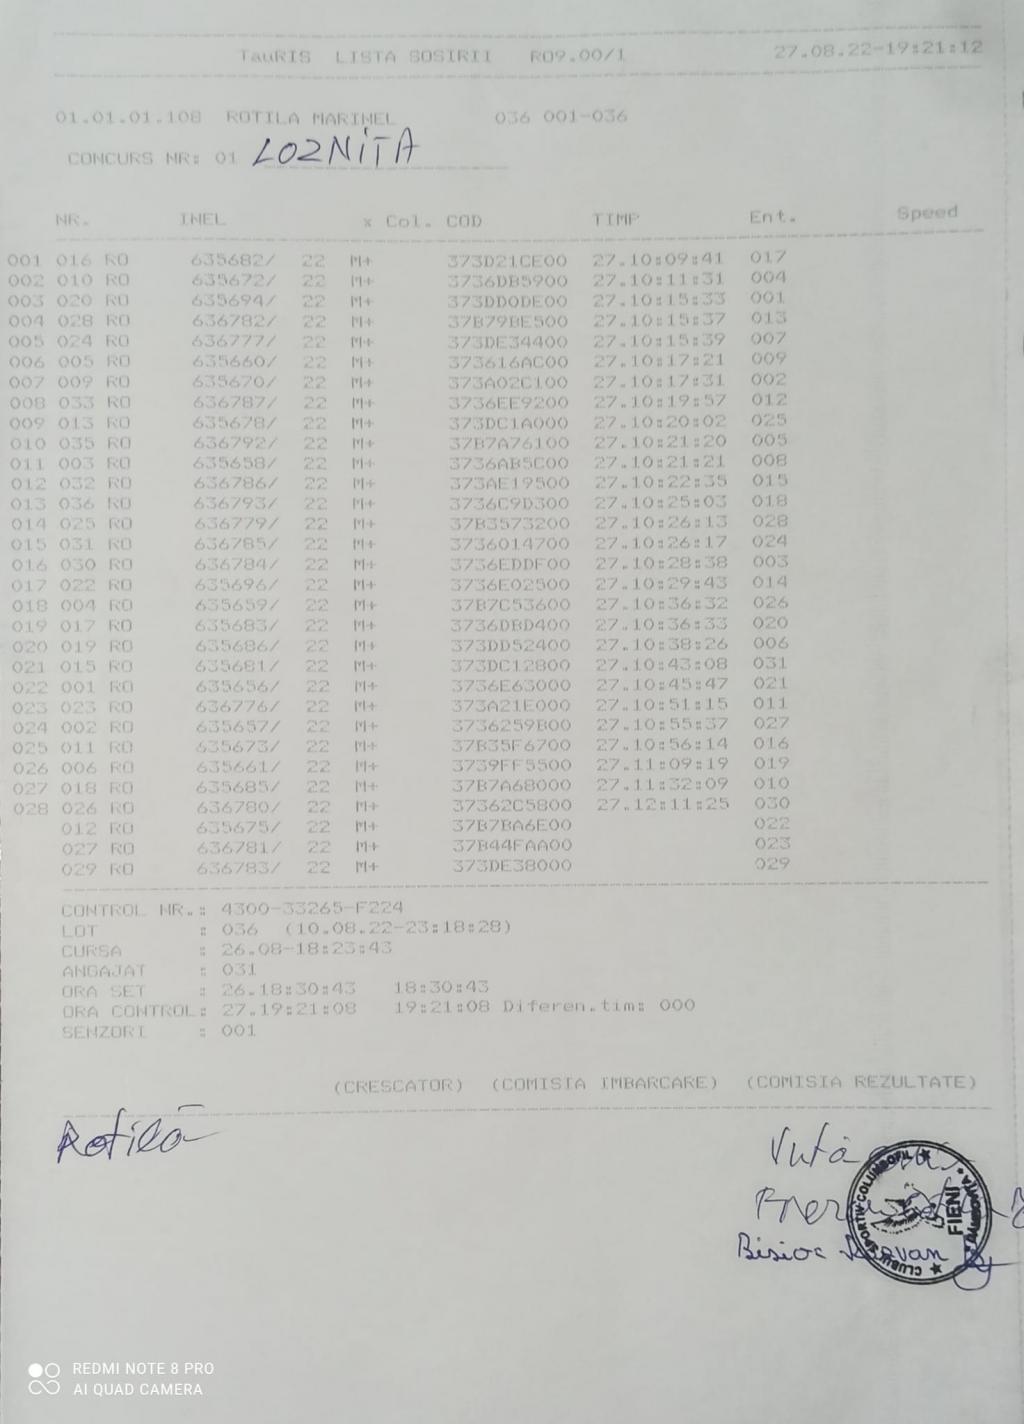 TauRIS LISTA SOSIRII RO9.00/1 27.08.22-19:21:12
01.01.01.108 ROTILA MARINEL 036 001-036
CONCURS NR: 01 LOZNITA
NR. INEL x Col. COD TIMP Ent. Speed
001 016 RO 635682/ 22 M+ 373D21CE00 27.10:09:41 017
002 010 RO 635672/ 22 M+ 3736DB5900 27.10:11:31 004
003 020 RO 635694/ 22 M+ 373DD0DE00 27.10:15:33 001
004 028 RO 636782/ 22 M+ 37B79BE500 27.10:15:37 013
005 024 RO 636777/ 22 M+ 373DE34400 27.10:15:39 007
006 005 RO 635660/ 22 M+ 373616AC00 27.10:17:21 009
007 009 RO 635670/ 22 M+ 373A02C100 27.10:17:31 002
008 033 RO 636787/ 22 M+ 3736EE9200 27.10:19:57 012
009 013 RO 635678/ 22 M+ 373DC1A000 27.10:20:02 025
010 035 RO 636792/ 22 M+ 37B7A76100 27.10:21:20 005
011 003 RO 635658/ 22 M+ 3736AB5C00 27.10:21:21 008
012 032 RO 636786/ 22 M+ 373AE19500 27.10:22:35 015
013 036 RO 636793/ 22 M+ 3736C9D300 27.10:25:03 018
014 025 RO 636779/ 22 M+ 37B3573200 27.10:26:13 028
015 031 RO 636785/ 22 M+ 3736014700 27.10:26:17 024
016 030 RO 636784/ 22 M+ 3736EDDF00 27.10:28:38 003
017 022 RO 635696/ 22 M+ 3736E02500 27.10:29:43 014
018 004 RO 635659/ 22 M+ 37B7C53600 27.10:36:32 026
019 017 RO 635683/ 22 M+ 3736DBD400 27.10:36:33 020
020 019 RO 635686/ 22 M+ 373DD52400 27.10:38:26 006
021 015 RO 635681/ 22 M+ 373DC12800 27.10:43:08 031
022 001 RO 635656/ 22 M+ 3736E63000 27.10:45:47 021
023 023 RO 636776/ 22 M+ 373A21E000 27.10:51:15 011
024 002 RO 635657/ 22 M+ 3736259B00 27.10:55:37 027
025 011 RO 635673/ 22 M+ 37B35F6700 27.10:56:14 016
026 006 RO 635661/ 22 M+ 3739FF5500 27.11:09:19 019
027 018 RO 635685/ 22 M+ 37B7A68000 27.11:32:09 010
028 026 RO 636780/ 22 M+ 37362C5800 27.12:11:25 030
012 RO 635675/ 22 M+ 37B7BA6E00 022
027 RO 636781/ 22 M+ 37B44FAA00 023
029 RO 636783/ 22 M+ 373DE38000 029
CONTROL NR.: 4300-33265-F224
LOT : 036 (10.08.22-23:18:28)
CURSA : 26.08-18:23:43
ANGAJAT : 031
ORA SET : 26.18:30:43 18:30:43
ORA CONTROL: 27.19:21:08 19:21:08 Diferen.tim: 000
SENZORI : 001
(CRESCATOR) (COMISIA IMBARCARE) (COMISIA REZULTATE)
Rotilă
Vuta
CLUBUL SPORTIV COLUMBOFIL
FIENI
DAMBOVITA
REDMI NOTE 8 PRO
AI QUAD CAMERA